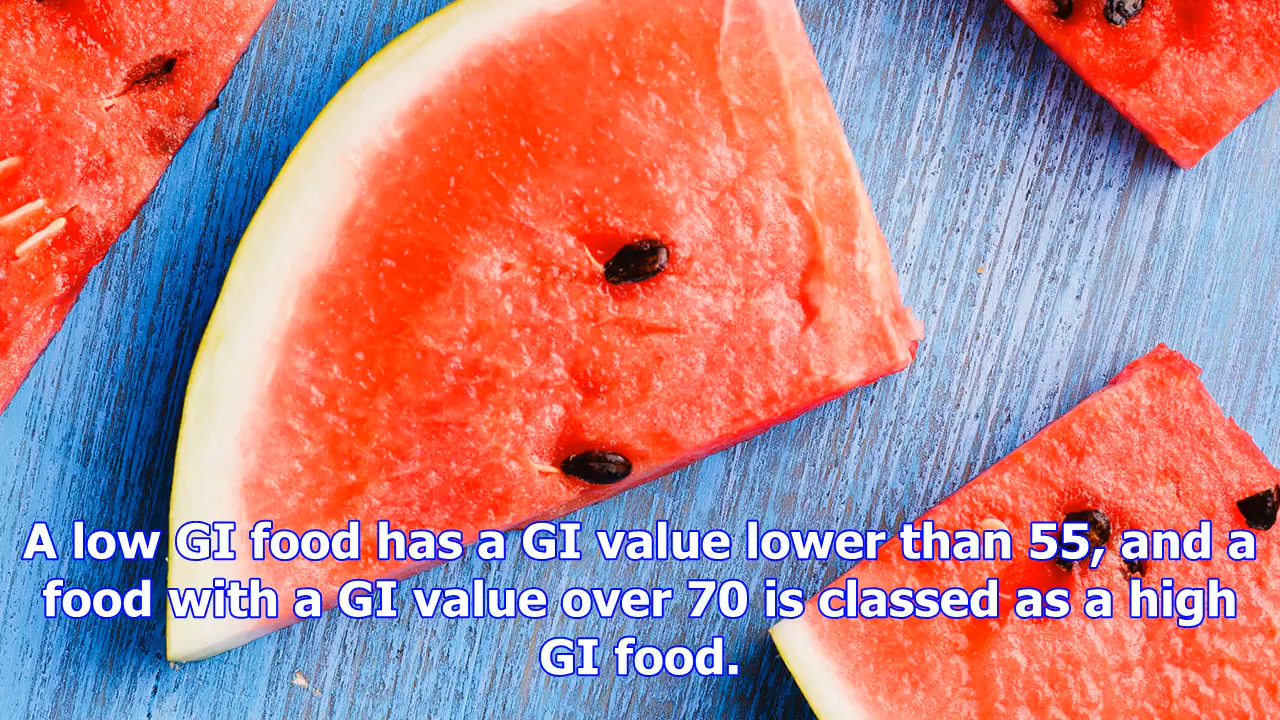 A low GI food has a GI value lower than 55, and a
food with a GI value over 70 is classed as a high
GI food.